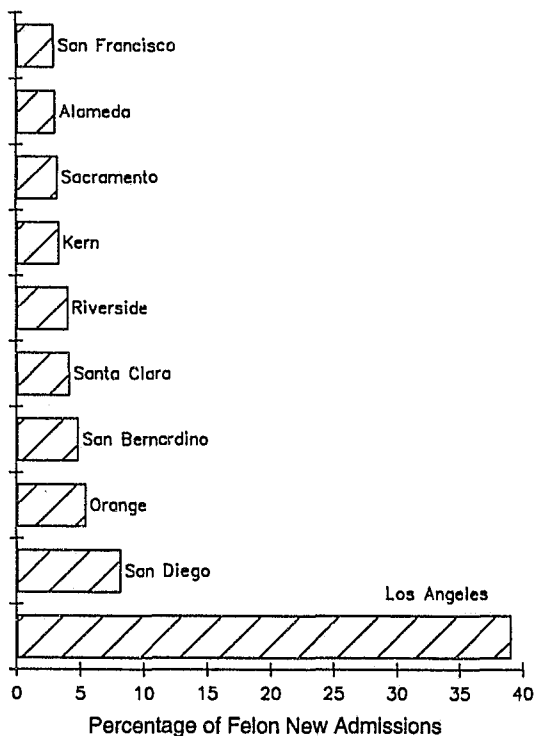 San Francisco
Alameda
Sacramento
Kern
Riverside
Santa Clara
San Bernardino
Orange
San Diego
Los Angeles
0 5 10 15 20 25 30 35 40
Percentage of Felon New Admissions